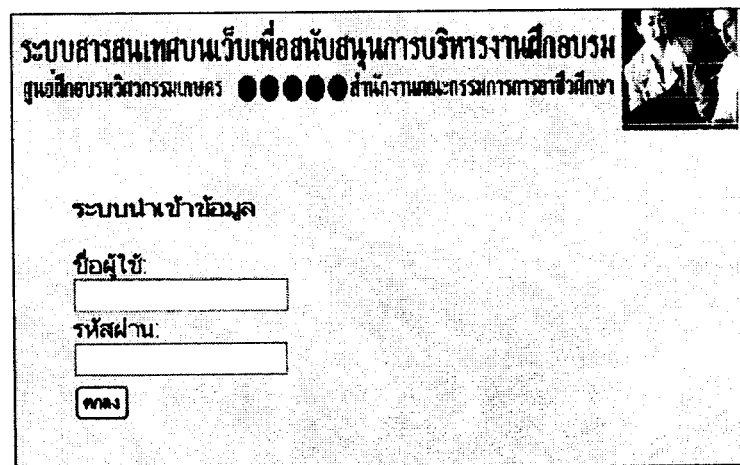 ระบบสารสนเทศบนเว็บเพื่อสนับสนุนการบริหารงานฝึกอบรม
ศูนย์ฝึกอบรมวิศวกรรมเกษตร ●●●●● สำนักงานคณะกรรมการการอาชีวศึกษา
ระบบนำเข้าข้อมูล
ชื่อผู้ใช้:
รหัสผ่าน:
ตกลง